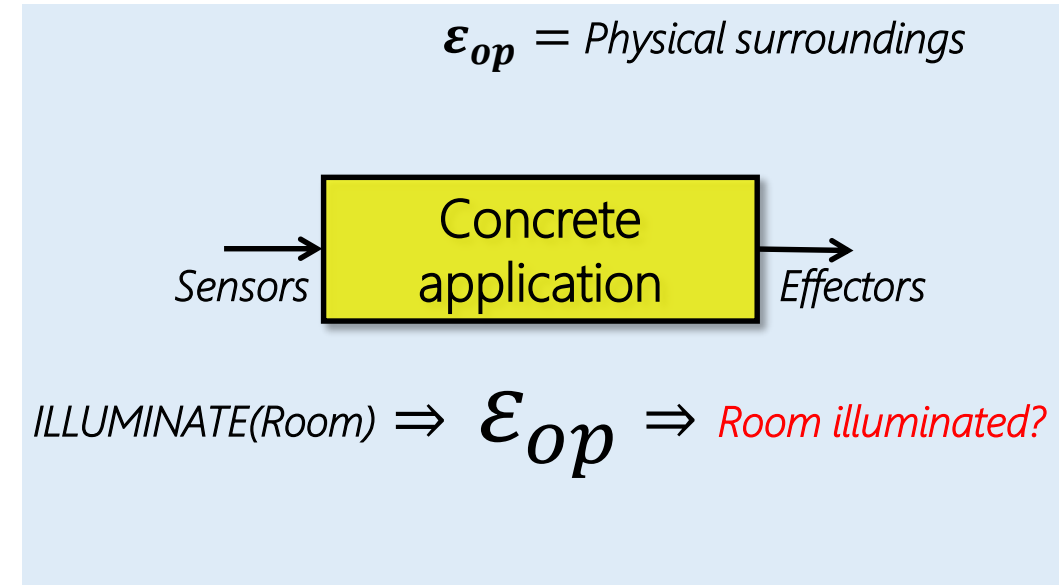 ε_op = Physical surroundings
Concrete
application
Sensors
Effectors
ILLUMINATE(Room) ⇒ ε_op ⇒ Room illuminated?